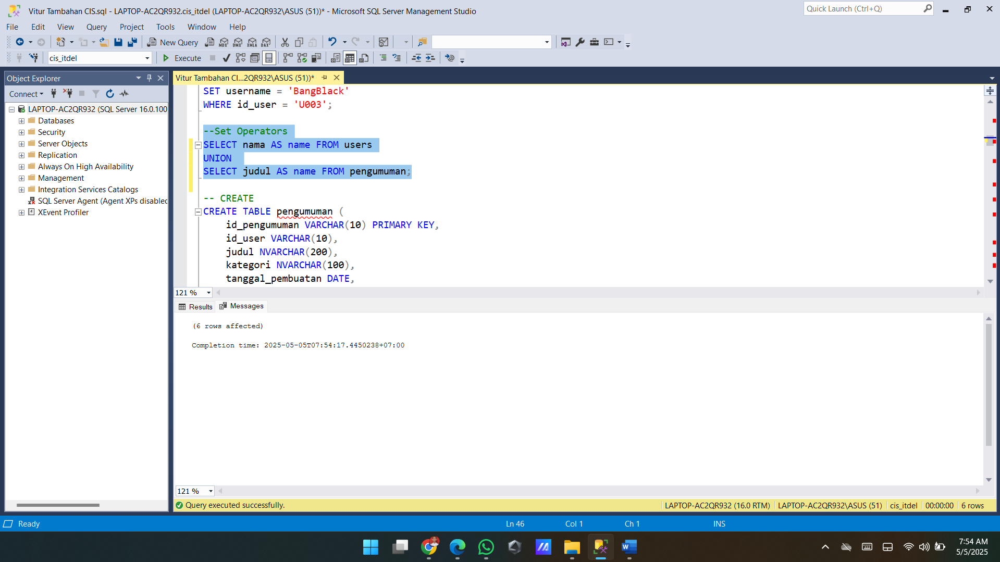 Vitur Tambahan CIS.sql - LAPTOP-AC2QR932.cis_itdel (LAPTOP-AC2QR932\ASUS (51))* - Microsoft SQL Server Management Studio
Quick Launch (Ctrl+Q)
File Edit View Query Project Tools Window Help
New Query MDX DMX XMLA DAX
cis_itdel Execute
Object Explorer
Connect
LAPTOP-AC2QR932 (SQL Server 16.0.100
Databases
Security
Server Objects
Replication
Always On High Availability
Management
Integration Services Catalogs
SQL Server Agent (Agent XPs disabled
XEvent Profiler
Vitur Tambahan CI...2QR932\ASUS (51))*
SET username = 'BangBlack'
WHERE id_user = 'U003';
--Set Operators
SELECT nama AS name FROM users
UNION
SELECT judul AS name FROM pengumuman;
-- CREATE
CREATE TABLE pengumuman (
id_pengumuman VARCHAR(10) PRIMARY KEY,
id_user VARCHAR(10),
judul NVARCHAR(200),
kategori NVARCHAR(100),
tanggal_pembuatan DATE,
121 %
Results Messages
(6 rows affected)
Completion time: 2025-05-05T07:54:17.4450238+07:00
121 %
Query executed successfully.
LAPTOP-AC2QR932 (16.0 RTM) LAPTOP-AC2QR932\ASUS (51) cis_itdel 00:00:00 6 rows
Ready Ln 46 Col 1 Ch 1 INS
7:54 AM
5/5/2025